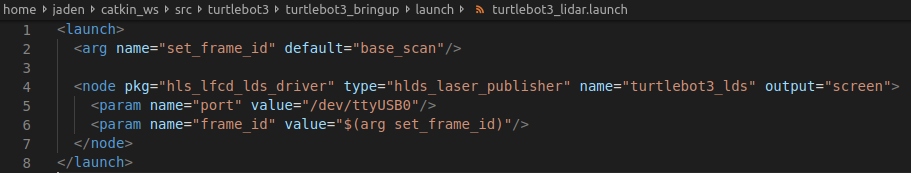 home > jaden > catkin_ws > src > turtlebot3 > turtlebot3_bringup > launch > turtlebot3_lidar.launch
1 <launch>
2   <arg name="set_frame_id" default="base_scan"/>
3
4   <node pkg="hls_lfcd_lds_driver" type="hlds_laser_publisher" name="turtlebot3_lds" output="screen">
5     <param name="port" value="/dev/ttyUSB0"/>
6     <param name="frame_id" value="$(arg set_frame_id)"/>
7   </node>
8 </launch>